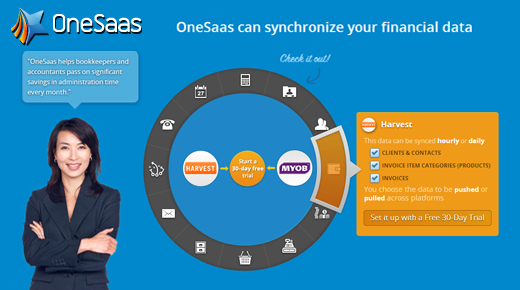 OneSaas
OneSaas can synchronize your financial data
"OneSaas helps bookkeepers and
accountants pass on significant
savings in administration time
every month."
Check it out!
27
HARVEST
Start a
30-day free
trial
MYOB
HARVEST
Harvest
This data can be synced hourly or daily
CLIENTS & CONTACTS
INVOICE ITEM CATEGORIES (PRODUCTS)
INVOICES
You choose the data to be pushed or
pulled across platforms
Set it up with a Free 30-Day Trial